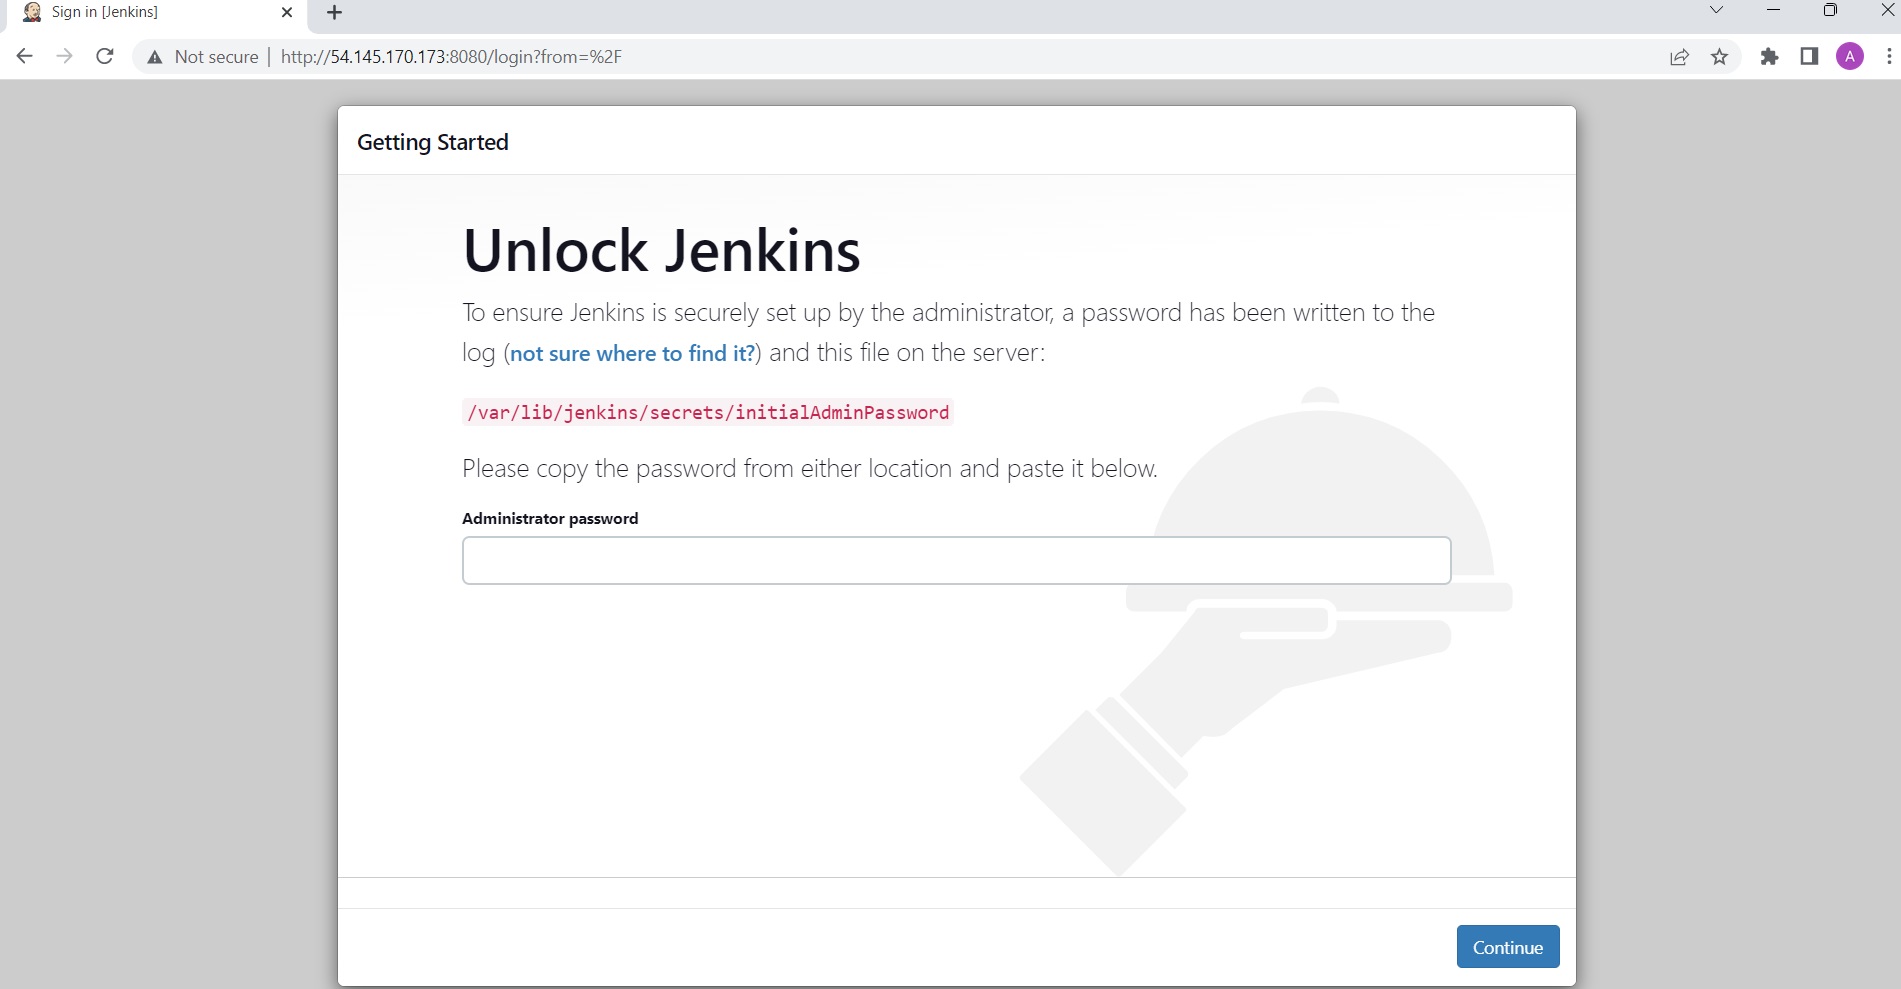 Sign in [Jenkins]
Not secure | http://54.145.170.173:8080/login?from=%2F
A
Getting Started
Unlock Jenkins
To ensure Jenkins is securely set up by the administrator, a password has been written to the
log (not sure where to find it?) and this file on the server:
/var/lib/jenkins/secrets/initialAdminPassword
Please copy the password from either location and paste it below.
Administrator password
Continue